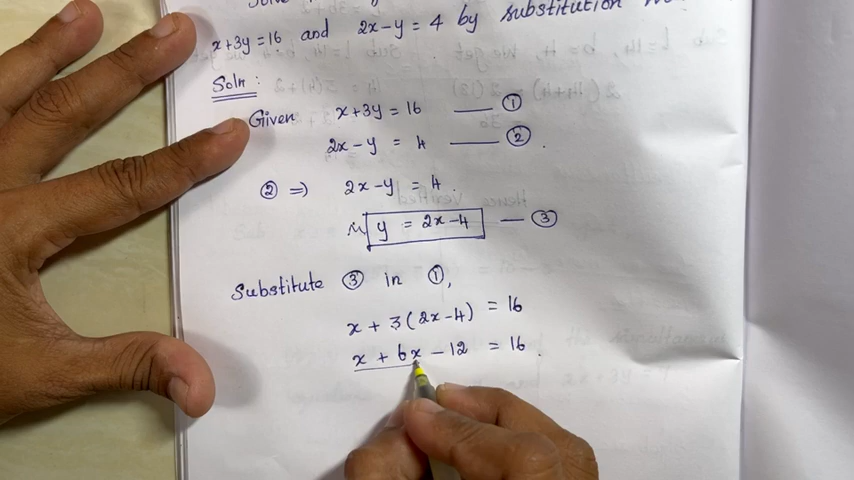 x+3y=16 and 2x-y = 4 by substitution
Soln :
Given x+3y = 16 —— ①
2x-y = 4 —— ② .
② ⇒ 2x-y = 4 .
y = 2x-4 — ③
Substitute ③ in ①,
x + 3(2x-4) = 16
x + 6x - 12 = 16 .